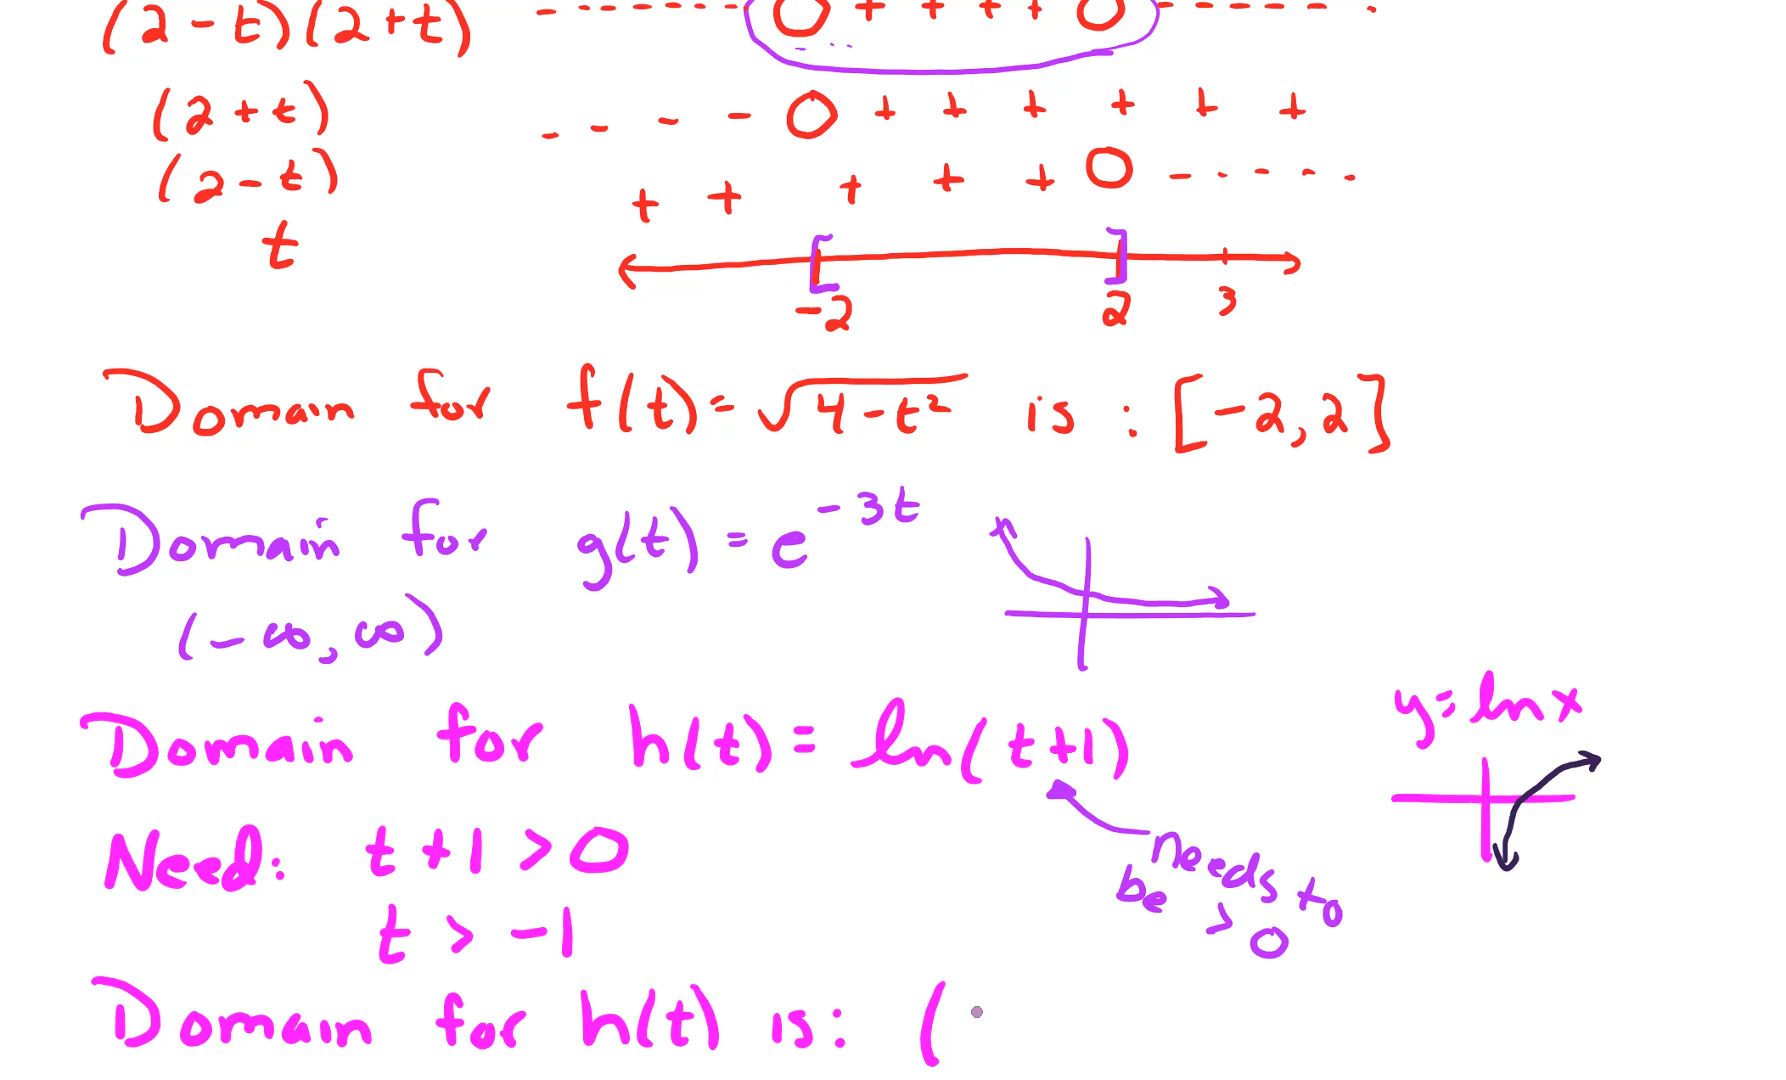 (2-t)(2+t) - - - - - - - 0 + + + + 0 - - - - - -
(2+t) - - - - 0 + + + + + +
(2-t) + + + + + 0 - - - - -
t
-2 2 3
Domain for f(t)=√(4-t²) is : [-2,2]
Domain for g(t)=e^(-3t)
(-∞,∞)
y=ln x
Domain for h(t)=ln(t+1)
Need: t+1>0
needs to
be >0
t > -1
Domain for h(t) is: (